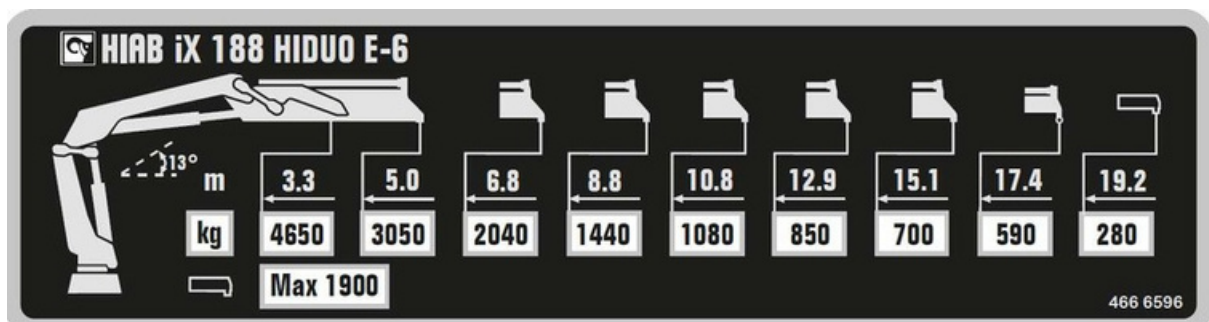 HIAB iX 188 HIDUO E-6
13°
m 3.3 5.0 6.8 8.8 10.8 12.9 15.1 17.4 19.2
kg 4650 3050 2040 1440 1080 850 700 590 280
Max 1900
466 6596